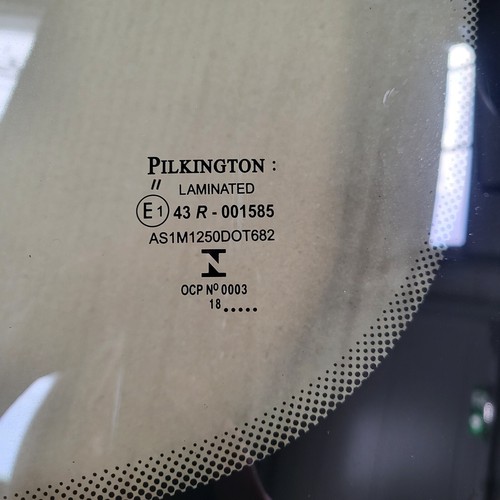 PILKINGTON :
〃 LAMINATED
E1 43 R - 001585
AS1M1250DOT682
N
OCP Nº 0003
18.....